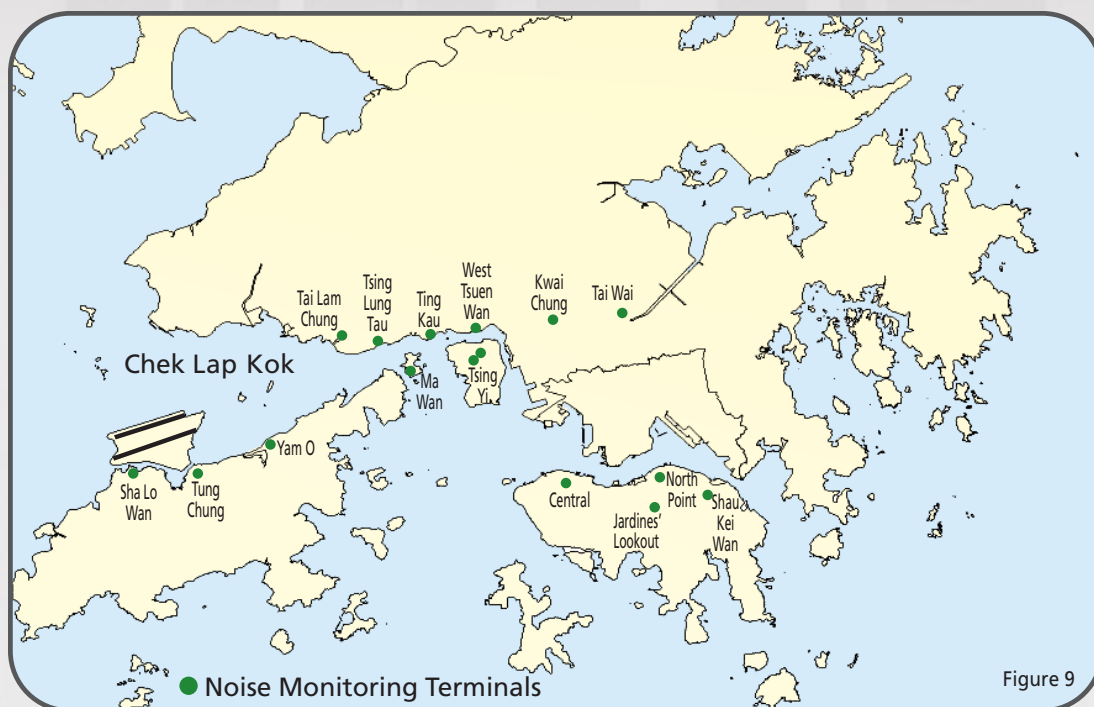 West
Tsuen
Wan
Kwai
Chung
Tai Wai
Tsing
Lung
Tau
Tai Lam
Chung
Ting
Kau
Chek Lap Kok
Ma
Wan
Tsing
Yi
Yam O
Sha Lo
Wan
Tung
Chung
Central
North
Point
Shau
Kei
Wan
Jardines'
Lookout
Noise Monitoring Terminals
Figure 9